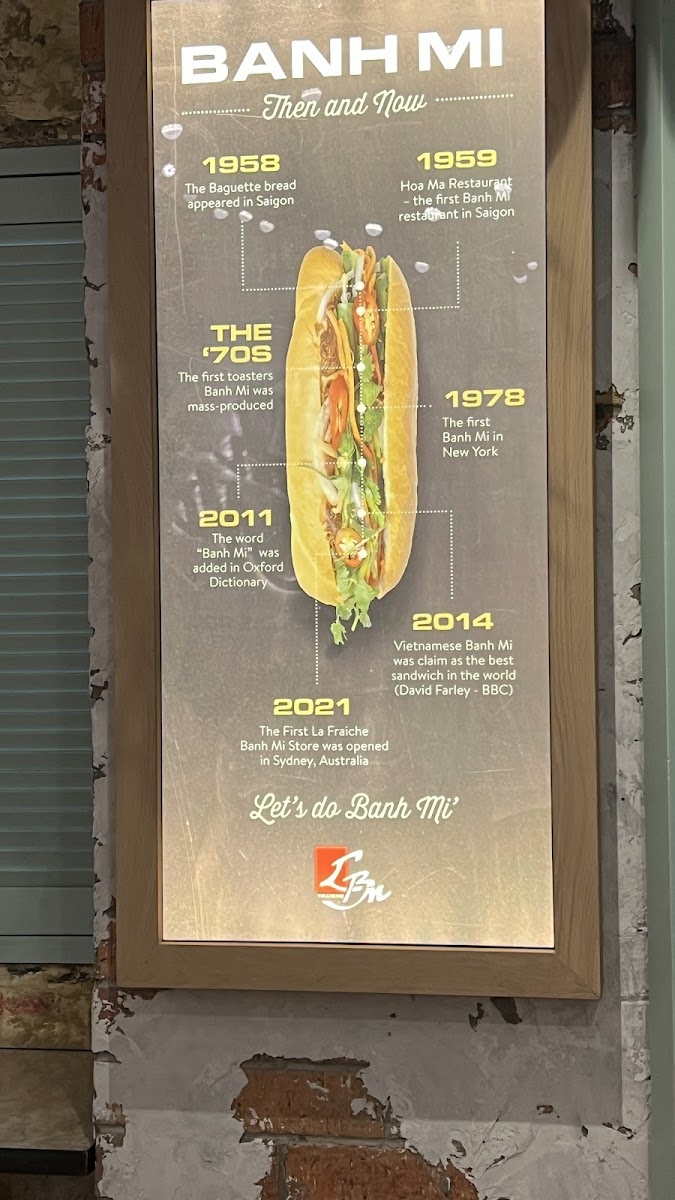 BANH MI
Then and Now
1958
The Baguette bread
appeared in Saigon
1959
Hoa Ma Restaurant
– the first Banh Mi
restaurant in Saigon
THE
‘70S
The first toasters
Banh Mi was
mass-produced
1978
The first
Banh Mi in
New York
2011
The word
“Banh Mi” was
added in Oxford
Dictionary
2014
Vietnamese Banh Mi
was claim as the best
sandwich in the world
(David Farley - BBC)
2021
The First La Fraiche
Banh Mi Store was opened
in Sydney, Australia
Let's do Banh Mi’
LBM